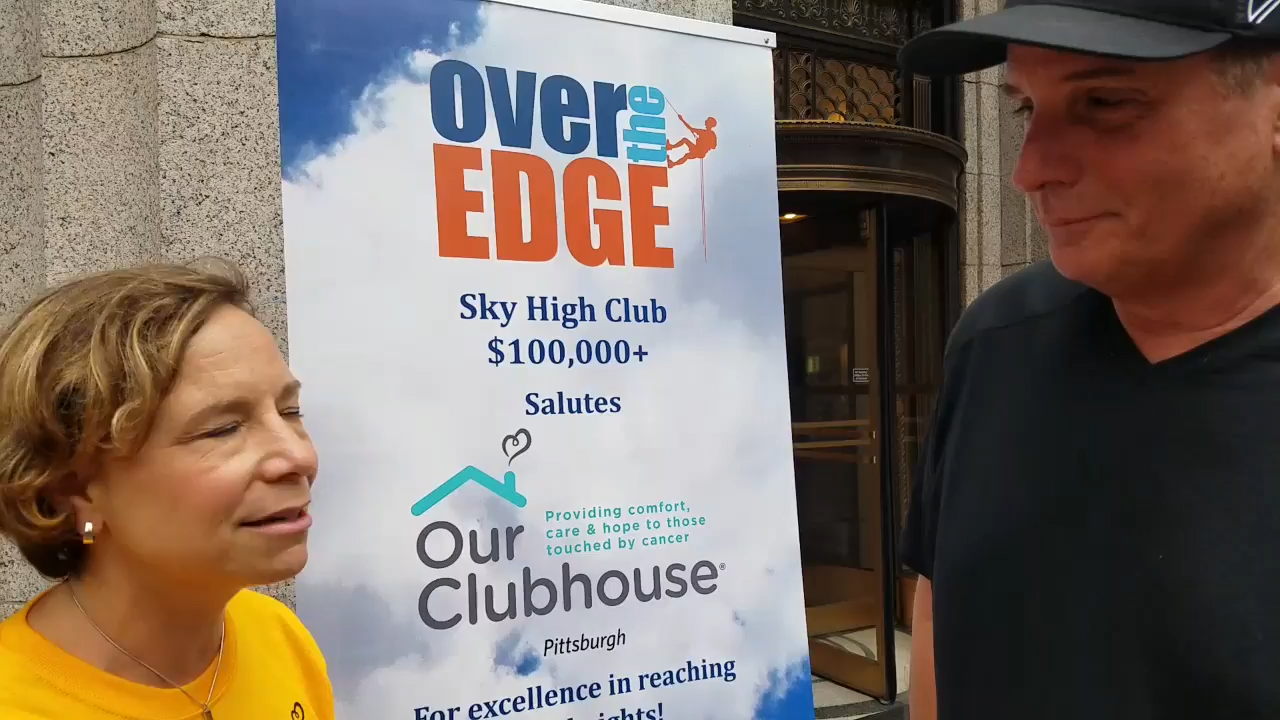 over the
EDGE
Sky High Club
$100,000+
Salutes
Our
Clubhouse®
Providing comfort,
care & hope to those
touched by cancer
Pittsburgh
For excellence in reaching